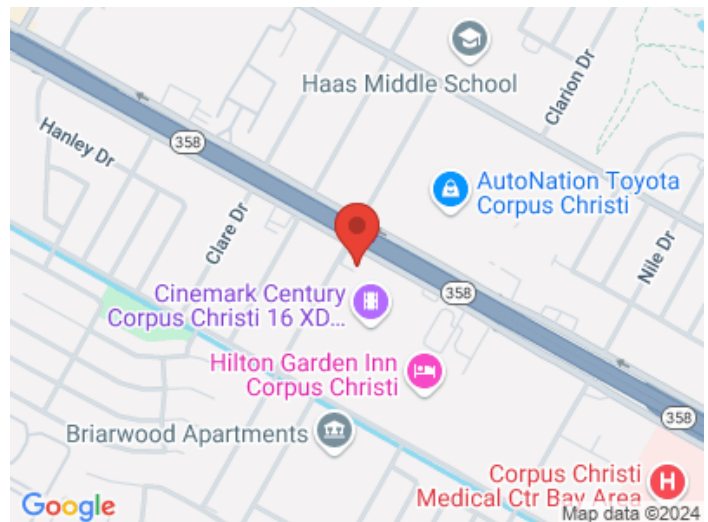 Haas Middle School
Clarion Dr
358
Hanley Dr
AutoNation Toyota
Corpus Christi
Clare Dr
Nile Dr
358
Cinemark Century
Corpus Christi 16 XD...
Hilton Garden Inn
Corpus Christi
358
Briarwood Apartments
Corpus Christi
Medical Ctr Bay Area
H
Google
Map data ©2024